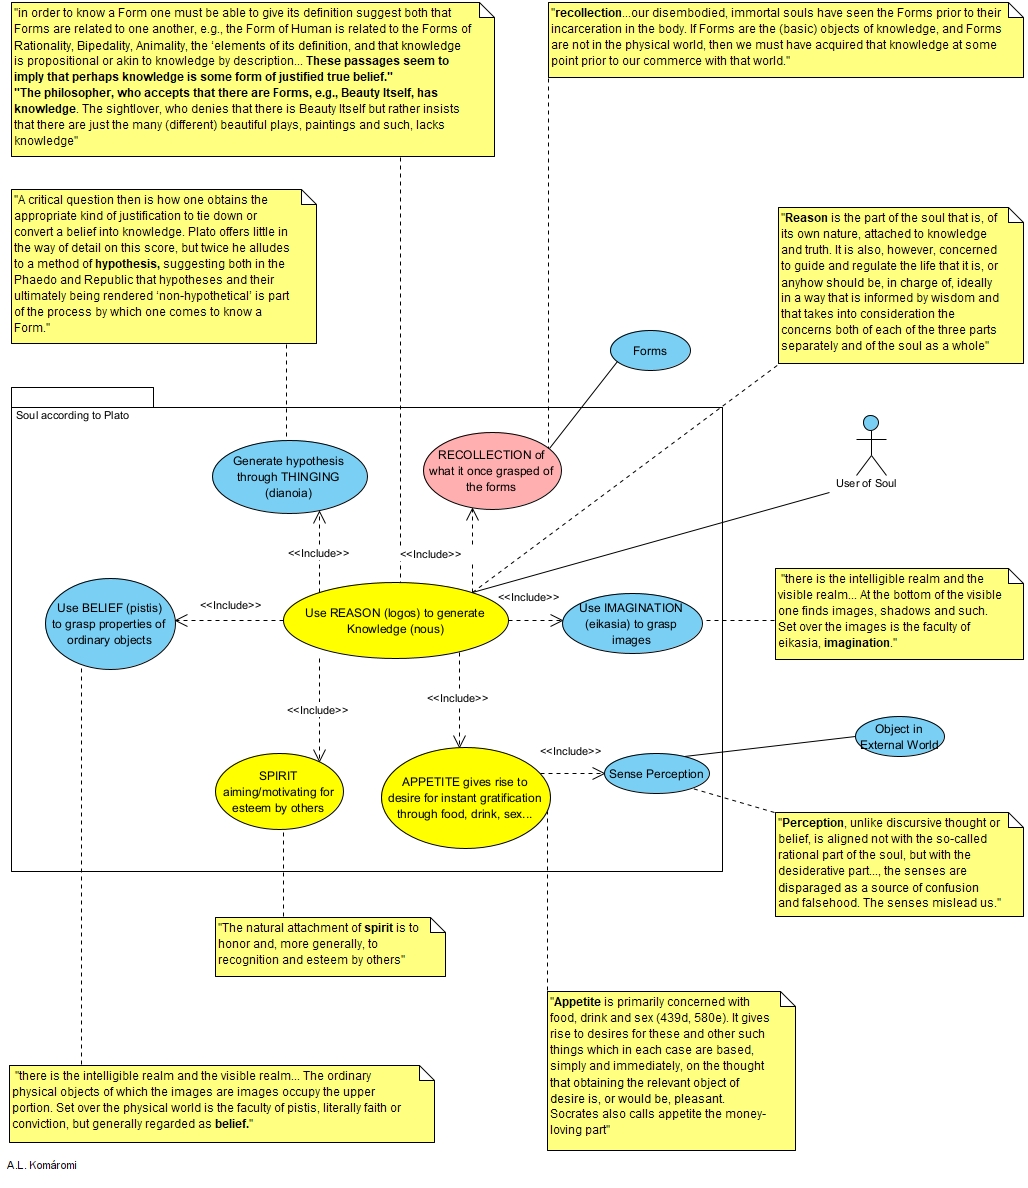 "in order to know a Form one must be able to give its definition suggest both that
Forms are related to one another, e.g., the Form of Human is related to the Forms of
Rationality, Bipedality, Animality, the ‘elements of its definition, and that knowledge
is propositional or akin to knowledge by description... These passages seem to
imply that perhaps knowledge is some form of justified true belief."
"The philosopher, who accepts that there are Forms, e.g., Beauty Itself, has
knowledge. The sightlover, who denies that there is Beauty Itself but rather insists
that there are just the many (different) beautiful plays, paintings and such, lacks
knowledge"
"recollection...our disembodied, immortal souls have seen the Forms prior to their
incarceration in the body. If Forms are the (basic) objects of knowledge, and Forms
are not in the physical world, then we must have acquired that knowledge at some
point prior to our commerce with that world."
"A critical question then is how one obtains the
appropriate kind of justification to tie down or
convert a belief into knowledge. Plato offers little in
the way of detail on this score, but twice he alludes
to a method of hypothesis, suggesting both in the
Phaedo and Republic that hypotheses and their
ultimately being rendered ‘non-hypothetical’ is part
of the process by which one comes to know a
Form."
"Reason is the part of the soul that is, of
its own nature, attached to knowledge
and truth. It is also, however, concerned
to guide and regulate the life that it is, or
anyhow should be, in charge of, ideally
in a way that is informed by wisdom and
that takes into consideration the
concerns both of each of the three parts
separately and of the soul as a whole"
Forms
Soul according to Plato
Generate hypothesis
through THINGING
(dianoia)
RECOLLECTION of
what it once grasped of
the forms
User of Soul
<<Include>>
<<Include>>
Use BELIEF (pistis)
to grasp properties of
ordinary objects
<<Include>>
Use REASON (logos) to generate
Knowledge (nous)
<<Include>>
Use IMAGINATION
(eikasia) to grasp
images
"there is the intelligible realm and the
visible realm... At the bottom of the visible
one finds images, shadows and such.
Set over the images is the faculty of
eikasia, imagination."
<<Include>>
<<Include>>
SPIRIT
aiming/motivating for
esteem by others
APPETITE gives rise to
desire for instant gratification
through food, drink, sex...
<<Include>>
Sense Perception
Object in
External World
"Perception, unlike discursive thought or
belief, is aligned not with the so-called
rational part of the soul, but with the
desiderative part..., the senses are
disparaged as a source of confusion
and falsehood. The senses mislead us."
"The natural attachment of spirit is to
honor and, more generally, to
recognition and esteem by others"
"Appetite is primarily concerned with
food, drink and sex (439d, 580e). It gives
rise to desires for these and other such
things which in each case are based,
simply and immediately, on the thought
that obtaining the relevant object of
desire is, or would be, pleasant.
Socrates also calls appetite the money-
loving part"
"there is the intelligible realm and the visible realm... The ordinary
physical objects of which the images are images occupy the upper
portion. Set over the physical world is the faculty of pistis, literally faith or
conviction, but generally regarded as belief."
A.L. Komáromi